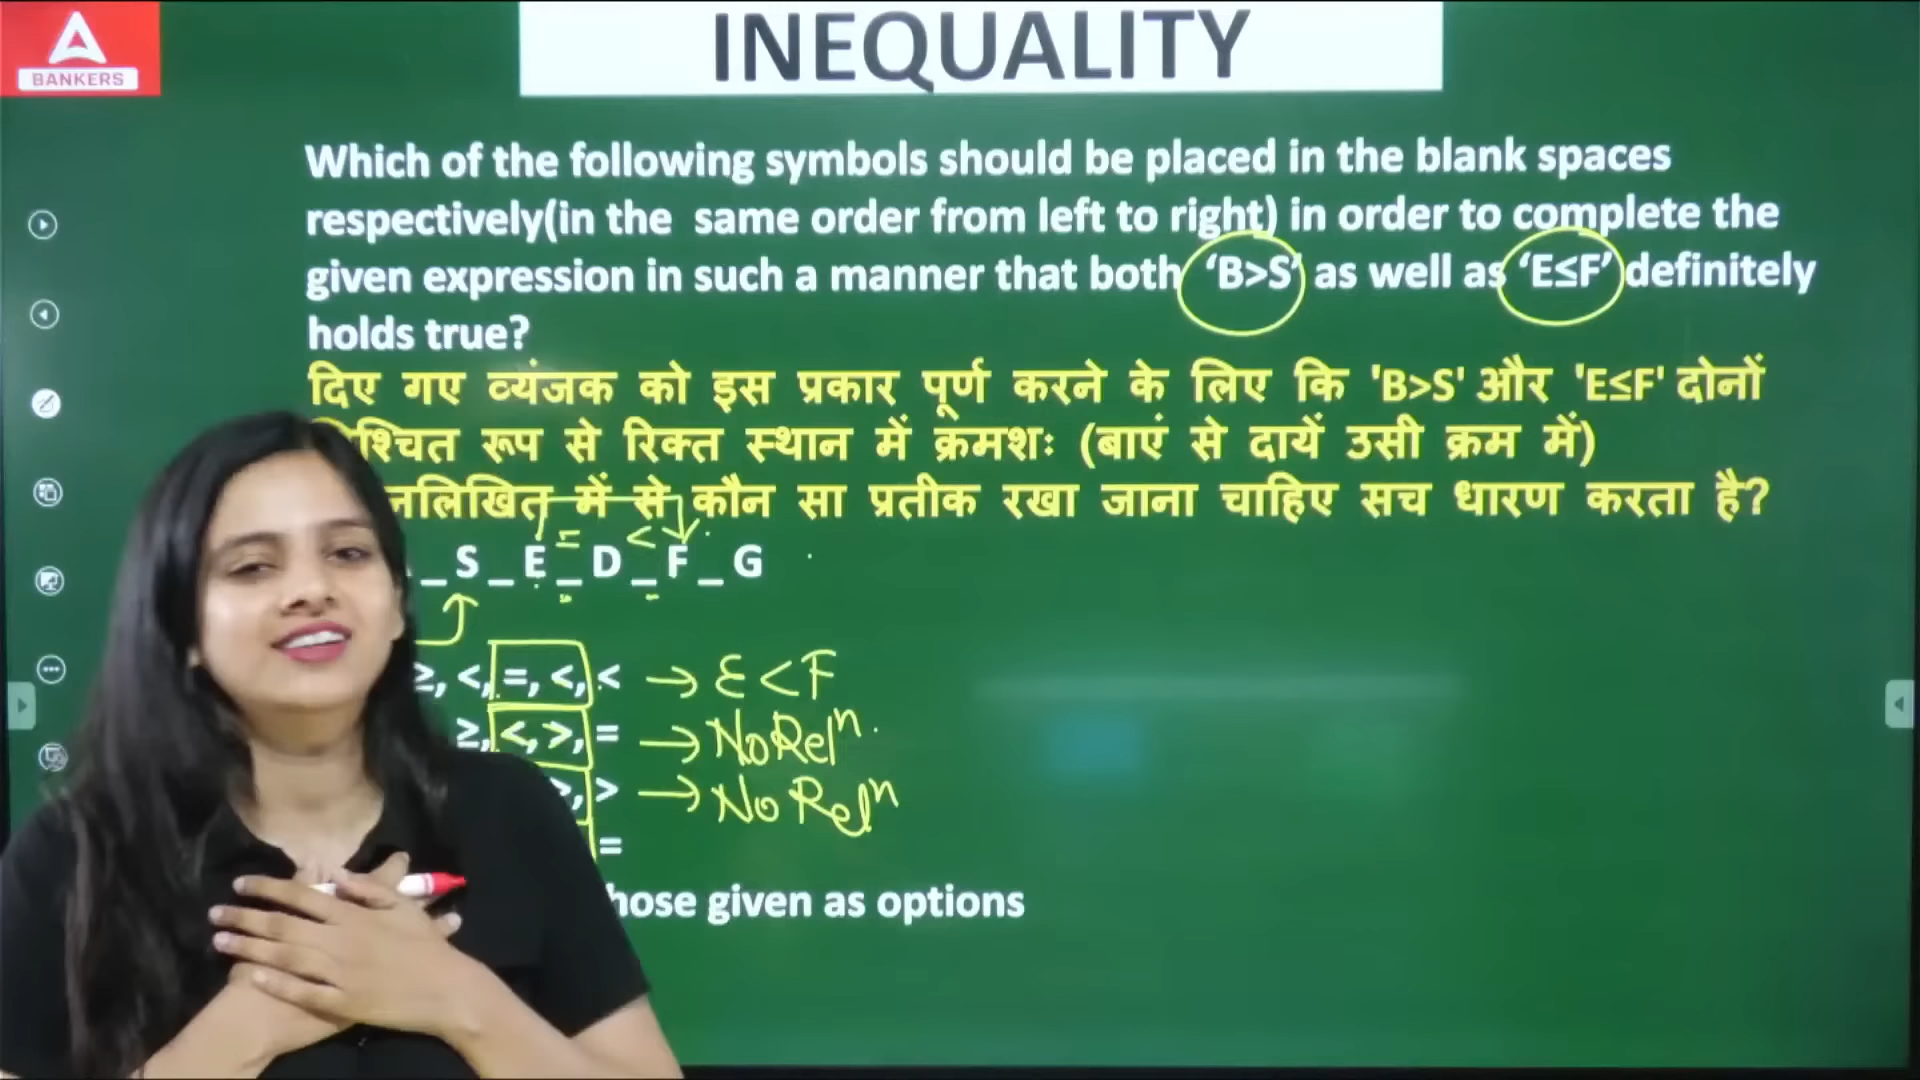 BANKERS
INEQUALITY
Which of the following symbols should be placed in the blank spaces
respectively(in the same order from left to right) in order to complete the
given expression in such a manner that both ‘B>S’ as well as ‘E≤F’ definitely
holds true?
दिए गए व्यंजक को इस प्रकार पूर्ण करने के लिए कि 'B>S' और 'E≤F' दोनों
रूप से रिक्त स्थान में क्रमशः (बाएं से दायें उसी क्रम में)
में से कौन सा प्रतीक रखा जाना चाहिए सच धारण करता है?
= <
_ S _ E _ D _ F _ G
≥, <, =, <, < → E < F
≥, <, >, = → No Relⁿ.
>, > → No Relⁿ
=
hose given as options